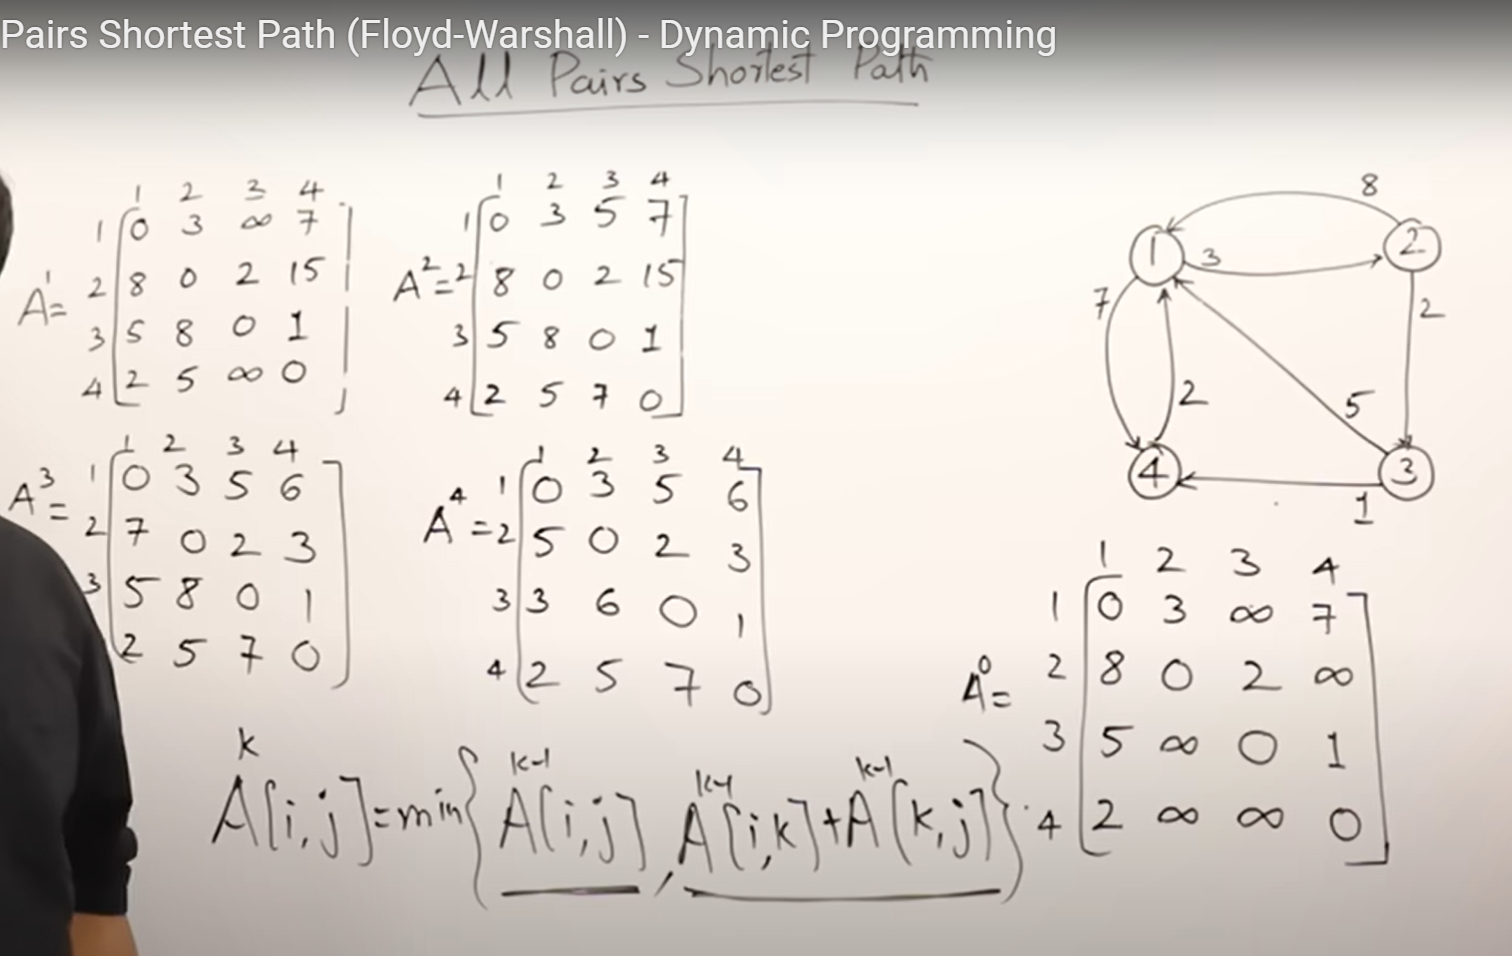 Pairs Shortest Path (Floyd-Warshall) - Dynamic Programming
All Pairs Shortest Path
1 2 3 4
1 0 3 ∞ 7
A¹= 2 8 0 2 15
3 5 8 0 1
4 2 5 ∞ 0
1 2 3 4
1 0 3 5 7
A²= 2 8 0 2 15
3 5 8 0 1
4 2 5 7 0
8
1 3 2
7 2 5 2
4 3
1
1 2 3 4
A³= 1 0 3 5 6
2 7 0 2 3
3 5 8 0 1
2 5 7 0
1 2 3 4
1 0 3 5 6
A⁴= 2 5 0 2 3
3 3 6 0 1
4 2 5 7 0
1 2 3 4
1 0 3 ∞ 7
A⁰= 2 8 0 2 ∞
3 5 ∞ 0 1
4 2 ∞ ∞ 0
k k-1 k-1 k-1
A[i,j]=min{A[i,j], A[i,k]+A[k,j]}